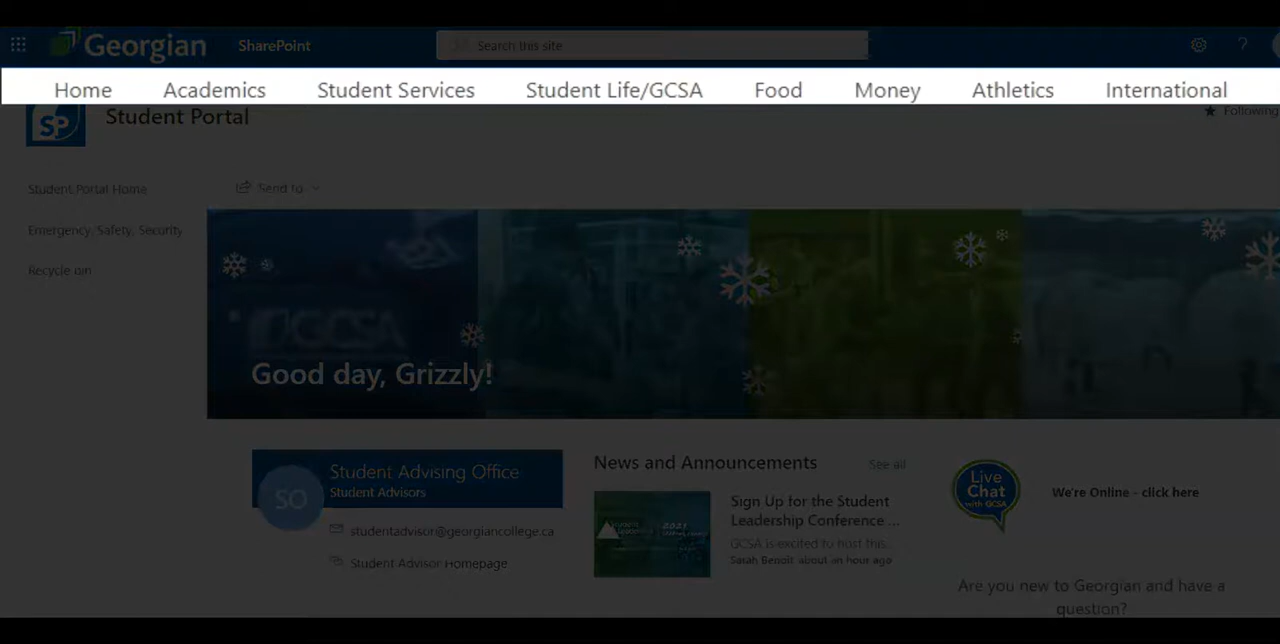 Georgian SharePoint Search this site ?
Home Academics Student Services Student Life/GCSA Food Money Athletics International
SP Student Portal Following
Student Portal Home Send to
Emergency, Safety, Security
Recycle bin
GCSA
Good day, Grizzly!
SO Student Advising Office
Student Advisors
studentadvisor@georgiancollege.ca
Student Advisor Homepage
News and Announcements See all
Sign Up for the Student
Leadership Conference ...
GCSA is excited to host this...
Sarah Benoit about an hour ago
Live
Chat
with GCSA
We're Online - click here
Are you new to Georgian and have a
question?